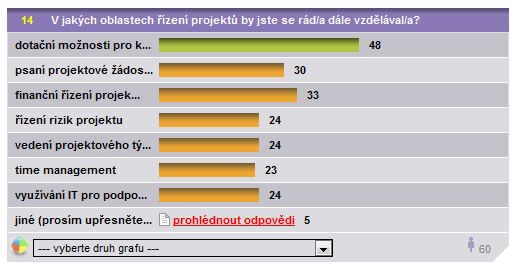 14 V jakých oblastech řízení projektů by jste se rád/a dále vzdělával/a?
dotační možnosti pro k... 48
psaní projektové žádos... 30
finanční řízení projek... 33
řízení rizik projektu 24
vedení projektového tý... 24
time management 23
využívání IT pro podpo... 24
jiné (prosím upřesněte... prohlédnout odpovědi 5
--- vyberte druh grafu --- 60